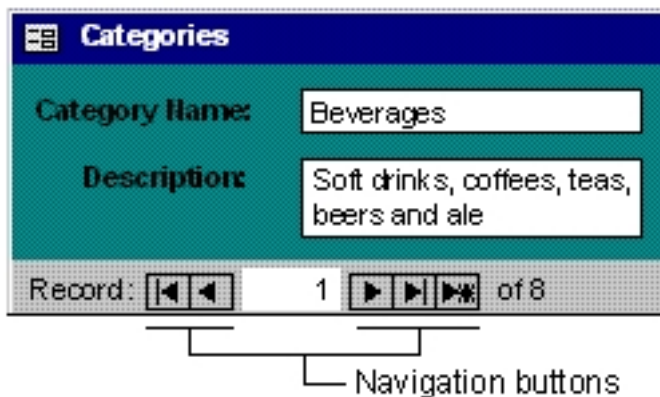 Categories
Category Name: Beverages
Description: Soft drinks, coffees, teas,
beers and ale
Record: 1 of 8
Navigation buttons